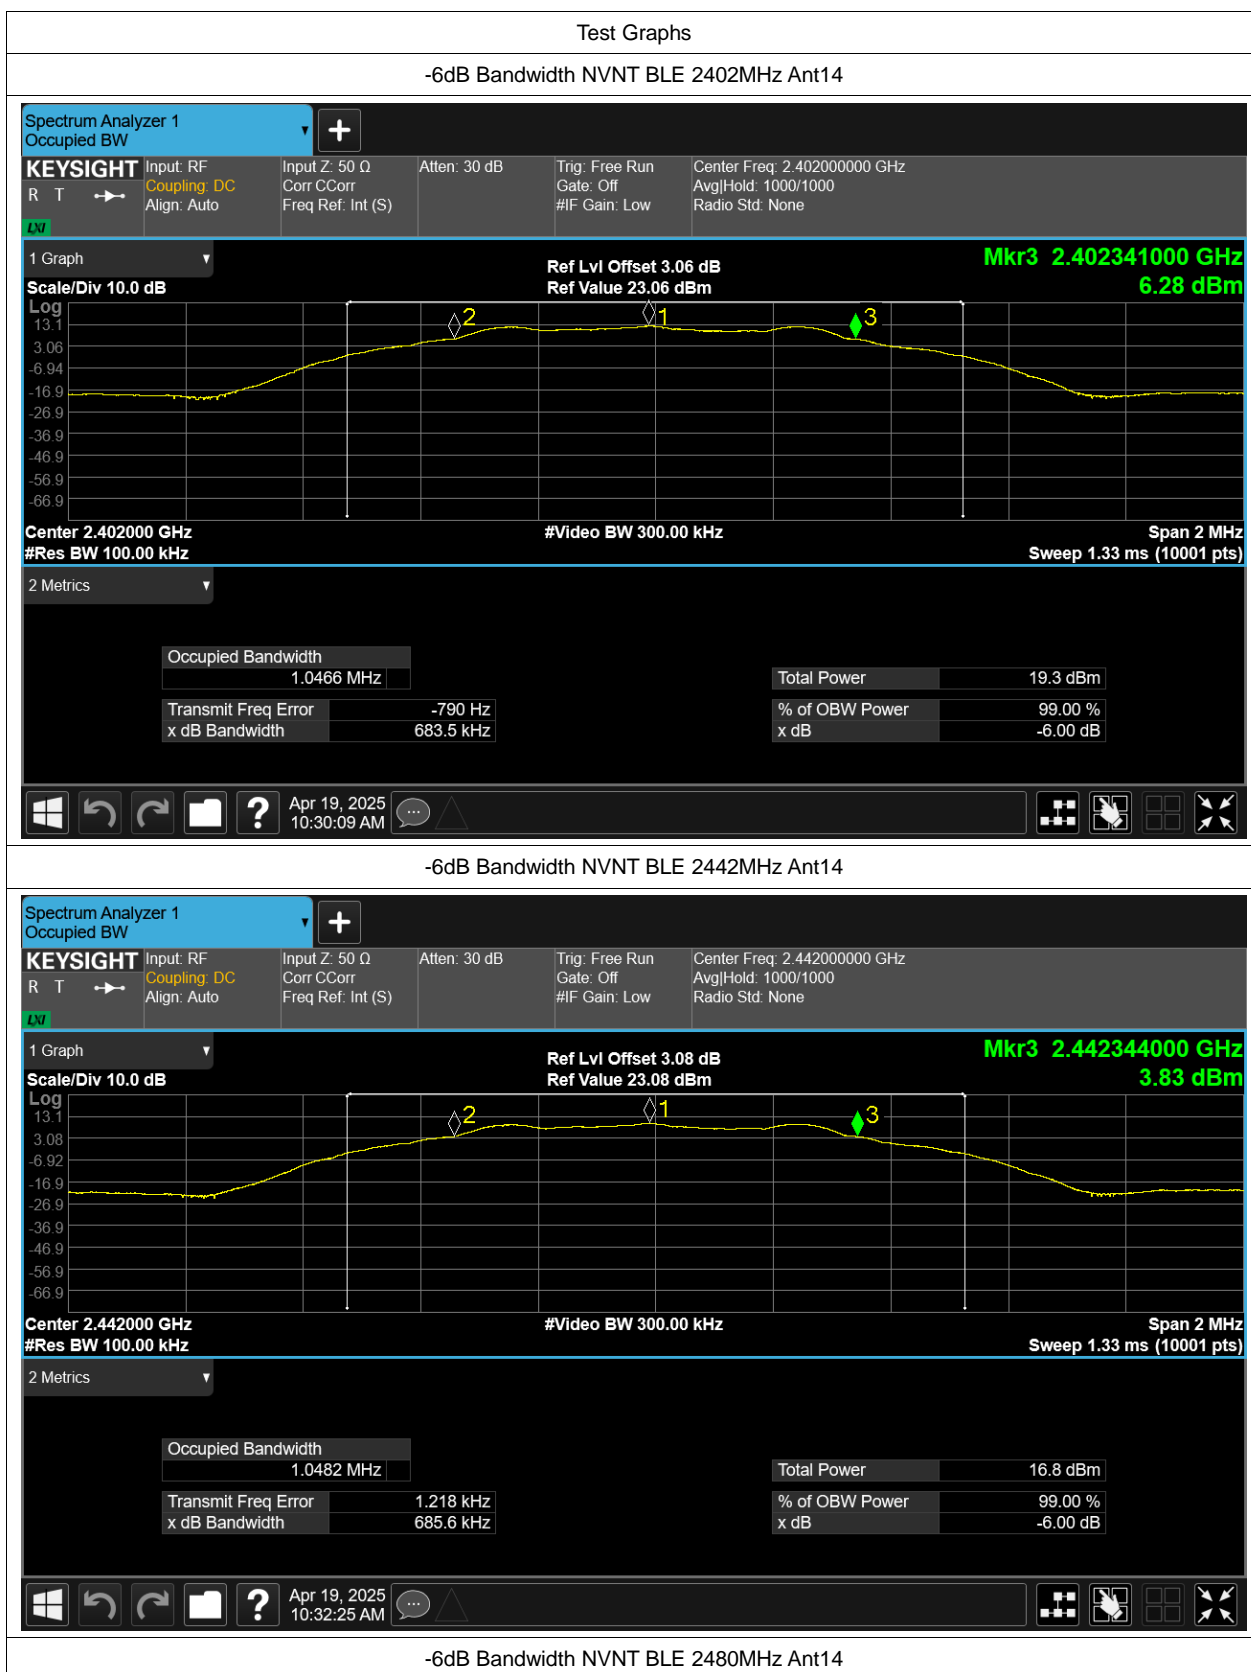 Test Graphs
-6dB Bandwidth NVNT BLE 2402MHz Ant14
Spectrum Analyzer 1
Occupied BW
KEYSIGHT Input: RF Input Z: 50 Ω Atten: 30 dB Trig: Free Run Center Freq: 2.402000000 GHz
R T Coupling: DC Corr CCorr Gate: Off Avg|Hold: 1000/1000
Align: Auto Freq Ref: Int (S) #IF Gain: Low Radio Std: None
LXI
1 Graph Ref Lvl Offset 3.06 dB Mkr3 2.402341000 GHz
Scale/Div 10.0 dB Ref Value 23.06 dBm 6.28 dBm
Log
13.1
3.06
-6.94
-16.9
-26.9
-36.9
-46.9
-56.9
-66.9
2 1 3
Center 2.402000 GHz #Video BW 300.00 kHz Span 2 MHz
#Res BW 100.00 kHz Sweep 1.33 ms (10001 pts)
2 Metrics
Occupied Bandwidth
1.0466 MHz Total Power 19.3 dBm
Transmit Freq Error -790 Hz % of OBW Power 99.00 %
x dB Bandwidth 683.5 kHz x dB -6.00 dB
Apr 19, 2025
10:30:09 AM
-6dB Bandwidth NVNT BLE 2442MHz Ant14
Spectrum Analyzer 1
Occupied BW
KEYSIGHT Input: RF Input Z: 50 Ω Atten: 30 dB Trig: Free Run Center Freq: 2.442000000 GHz
R T Coupling: DC Corr CCorr Gate: Off Avg|Hold: 1000/1000
Align: Auto Freq Ref: Int (S) #IF Gain: Low Radio Std: None
LXI
1 Graph Ref Lvl Offset 3.08 dB Mkr3 2.442344000 GHz
Scale/Div 10.0 dB Ref Value 23.08 dBm 3.83 dBm
Log
13.1
3.08
-6.92
-16.9
-26.9
-36.9
-46.9
-56.9
-66.9
2 1 3
Center 2.442000 GHz #Video BW 300.00 kHz Span 2 MHz
#Res BW 100.00 kHz Sweep 1.33 ms (10001 pts)
2 Metrics
Occupied Bandwidth
1.0482 MHz Total Power 16.8 dBm
Transmit Freq Error 1.218 kHz % of OBW Power 99.00 %
x dB Bandwidth 685.6 kHz x dB -6.00 dB
Apr 19, 2025
10:32:25 AM
-6dB Bandwidth NVNT BLE 2480MHz Ant14